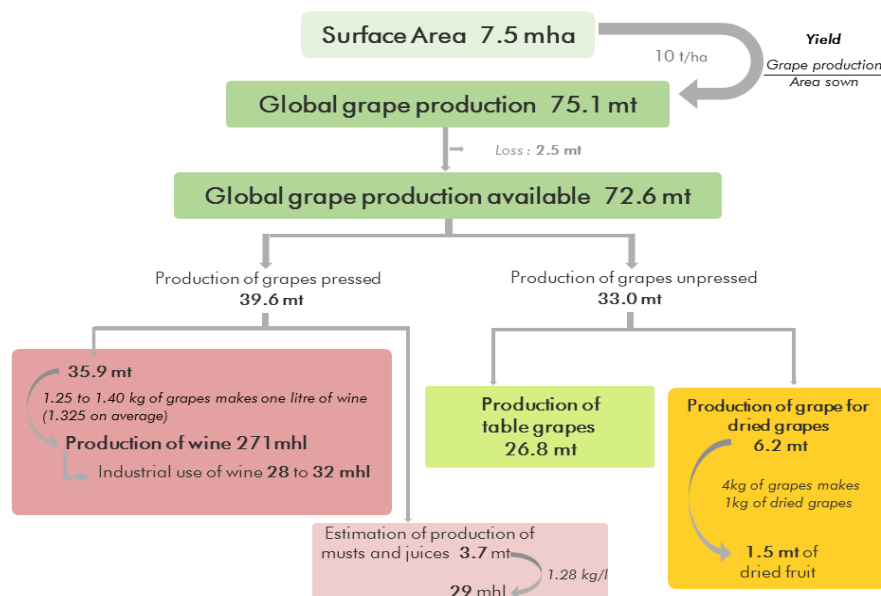 Surface Area 7.5 mha
10 t/ha
Yield
Grape production
Area sown
Global grape production 75.1 mt
Loss : 2.5 mt
Global grape production available 72.6 mt
Production of grapes pressed
39.6 mt
Production of grapes unpressed
33.0 mt
35.9 mt
1.25 to 1.40 kg of grapes makes one litre of wine
(1.325 on average)
Production of wine 271mhl
Industrial use of wine 28 to 32 mhl
Estimation of production of
musts and juices 3.7 mt
1.28 kg/l
29 mhl
Production of
table grapes
26.8 mt
Production of grape for
dried grapes
6.2 mt
4kg of grapes makes
1kg of dried grapes
1.5 mt of
dried fruit